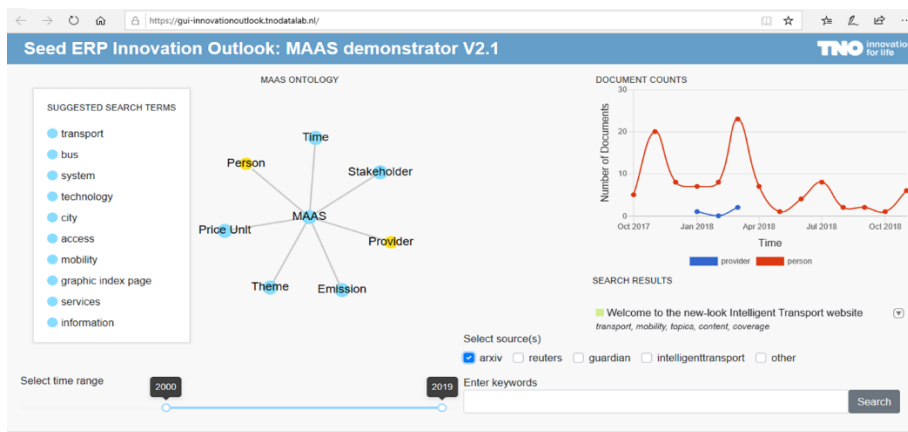 https://gui-innovationoutlook.tnodatalab.nl/
Seed ERP Innovation Outlook: MAAS demonstrator V2.1
TNO innovation
for life
SUGGESTED SEARCH TERMS
transport
bus
system
technology
city
access
mobility
graphic index page
services
information
MAAS ONTOLOGY
Time
Person
Stakeholder
MAAS
Price Unit
Provider
Theme
Emission
DOCUMENT COUNTS
Number of Documents
30
20
10
0
Oct 2017 Jan 2018 Apr 2018 Jul 2018 Oct 2018
Time
provider person
SEARCH RESULTS
Welcome to the new-look Intelligent Transport website
transport, mobility, topics, content, coverage
Select source(s)
arxiv reuters guardian intelligenttransport other
Select time range
2000 2019
Enter keywords
Search